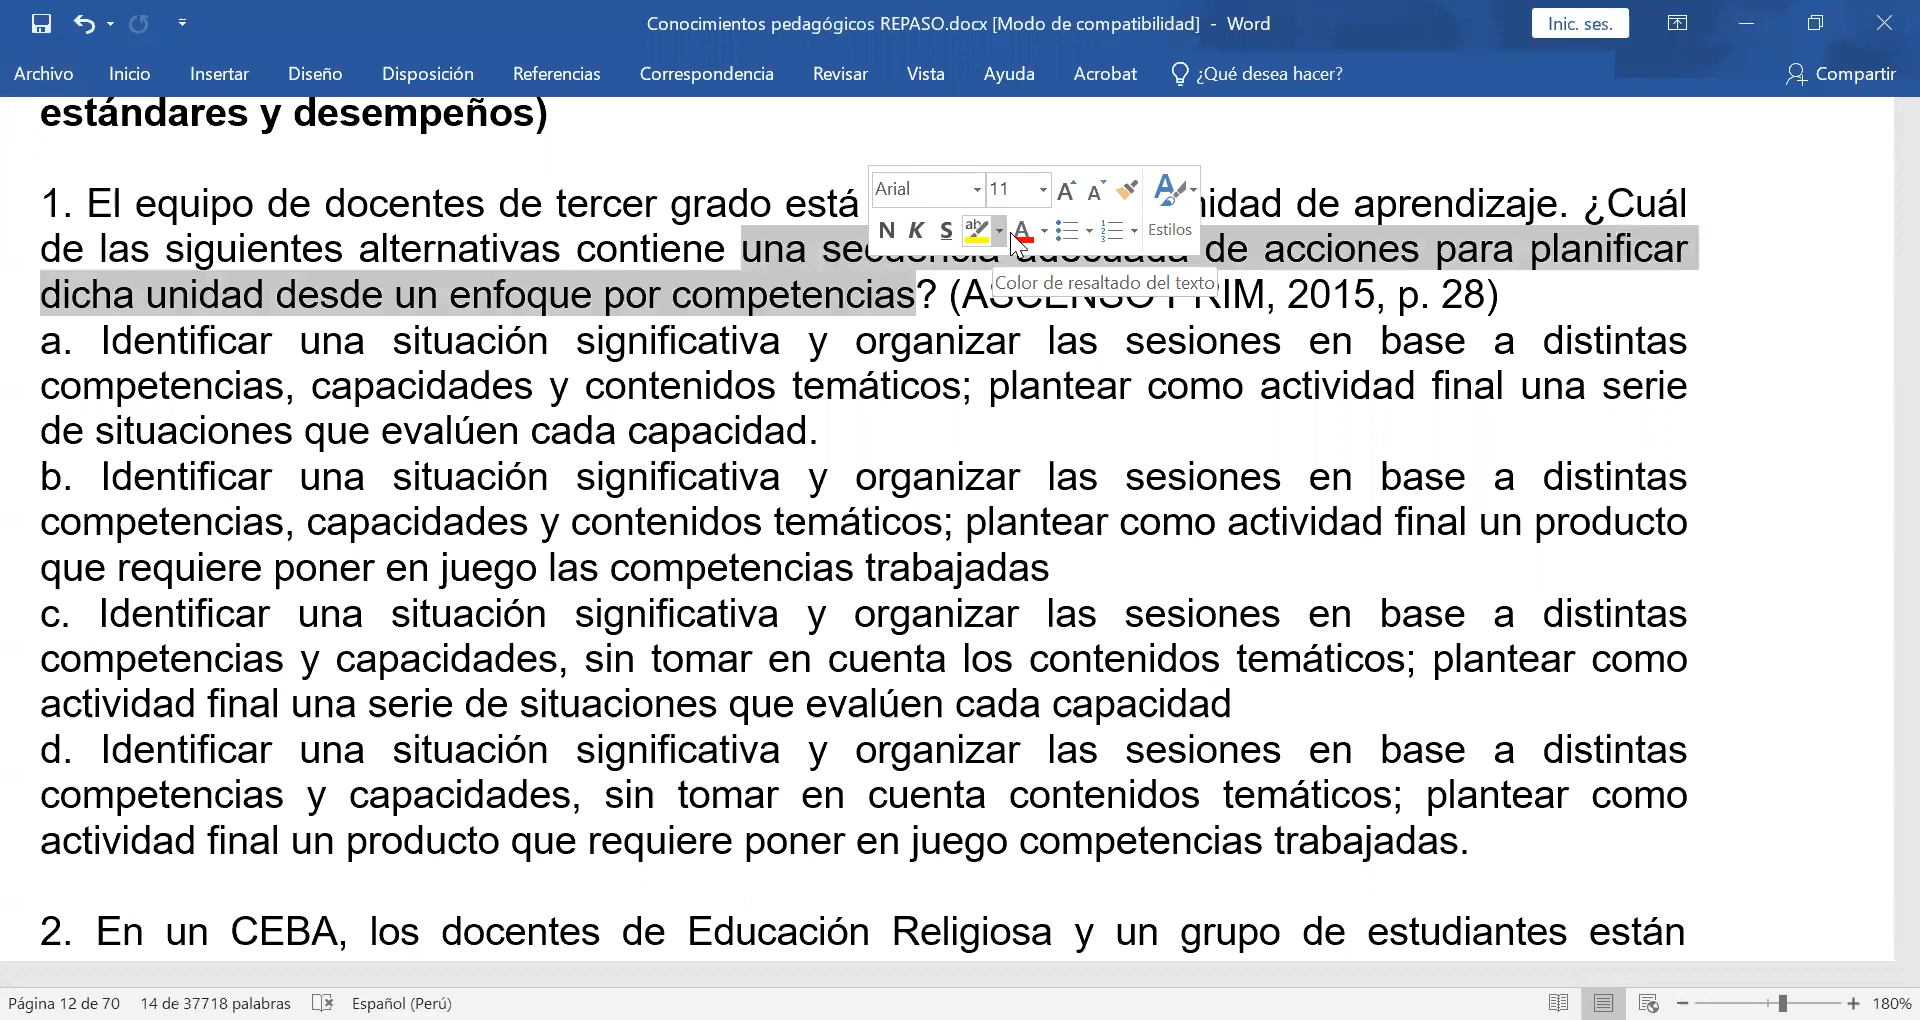 Conocimientos pedagógicos REPASO.docx [Modo de compatibilidad] - Word
Inic. ses.
Archivo Inicio Insertar Diseño Disposición Referencias Correspondencia Revisar Vista Ayuda Acrobat ¿Qué desea hacer? Compartir
estándares y desempeños)
Arial 11
N K S ab A Estilos
Color de resaltado del texto
1. El equipo de docentes de tercer grado está de aprendizaje. ¿Cuál
de las siguientes alternativas contiene una secuencia adecuada de acciones para planificar
dicha unidad desde un enfoque por competencias? (ASCENSO PRIM, 2015, p. 28)
a. Identificar una situación significativa y organizar las sesiones en base a distintas
competencias, capacidades y contenidos temáticos; plantear como actividad final una serie
de situaciones que evalúen cada capacidad.
b. Identificar una situación significativa y organizar las sesiones en base a distintas
competencias, capacidades y contenidos temáticos; plantear como actividad final un producto
que requiere poner en juego las competencias trabajadas
c. Identificar una situación significativa y organizar las sesiones en base a distintas
competencias y capacidades, sin tomar en cuenta los contenidos temáticos; plantear como
actividad final una serie de situaciones que evalúen cada capacidad
d. Identificar una situación significativa y organizar las sesiones en base a distintas
competencias y capacidades, sin tomar en cuenta contenidos temáticos; plantear como
actividad final un producto que requiere poner en juego competencias trabajadas.
2. En un CEBA, los docentes de Educación Religiosa y un grupo de estudiantes están
Página 12 de 70 14 de 37718 palabras Español (Perú) 180%